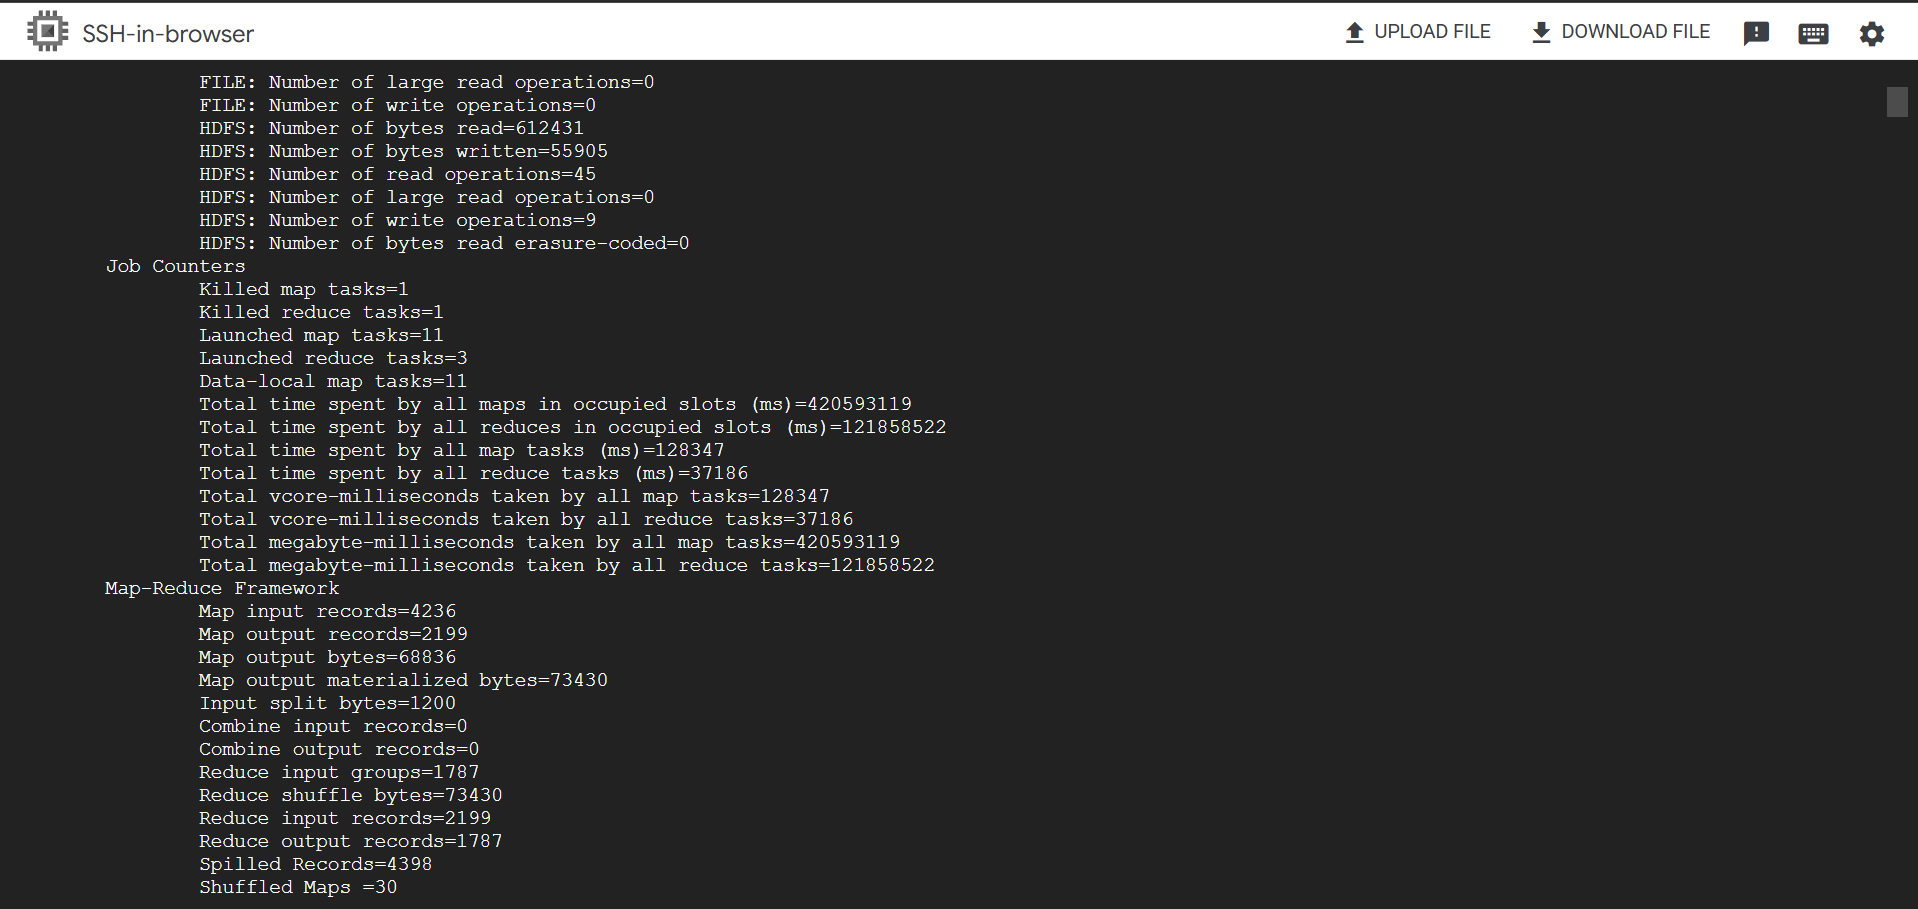 SSH-in-browser
UPLOAD FILE
DOWNLOAD FILE
FILE: Number of large read operations=0
FILE: Number of write operations=0
HDFS: Number of bytes read=612431
HDFS: Number of bytes written=55905
HDFS: Number of read operations=45
HDFS: Number of large read operations=0
HDFS: Number of write operations=9
HDFS: Number of bytes read erasure-coded=0
Job Counters
Killed map tasks=1
Killed reduce tasks=1
Launched map tasks=11
Launched reduce tasks=3
Data-local map tasks=11
Total time spent by all maps in occupied slots (ms)=420593119
Total time spent by all reduces in occupied slots (ms)=121858522
Total time spent by all map tasks (ms)=128347
Total time spent by all reduce tasks (ms)=37186
Total vcore-milliseconds taken by all map tasks=128347
Total vcore-milliseconds taken by all reduce tasks=37186
Total megabyte-milliseconds taken by all map tasks=420593119
Total megabyte-milliseconds taken by all reduce tasks=121858522
Map-Reduce Framework
Map input records=4236
Map output records=2199
Map output bytes=68836
Map output materialized bytes=73430
Input split bytes=1200
Combine input records=0
Combine output records=0
Reduce input groups=1787
Reduce shuffle bytes=73430
Reduce input records=2199
Reduce output records=1787
Spilled Records=4398
Shuffled Maps =30